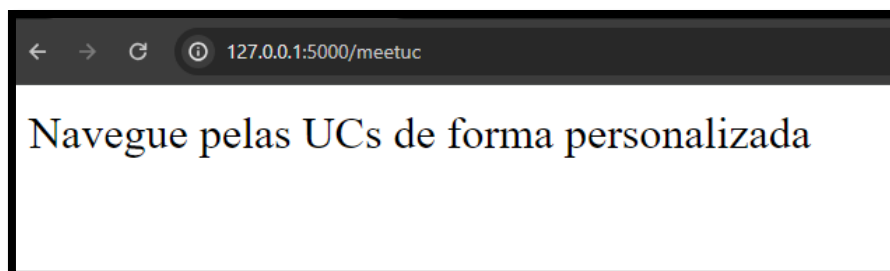 127.0.0.1:5000/meetuc
Navegue pelas UCs de forma personalizada